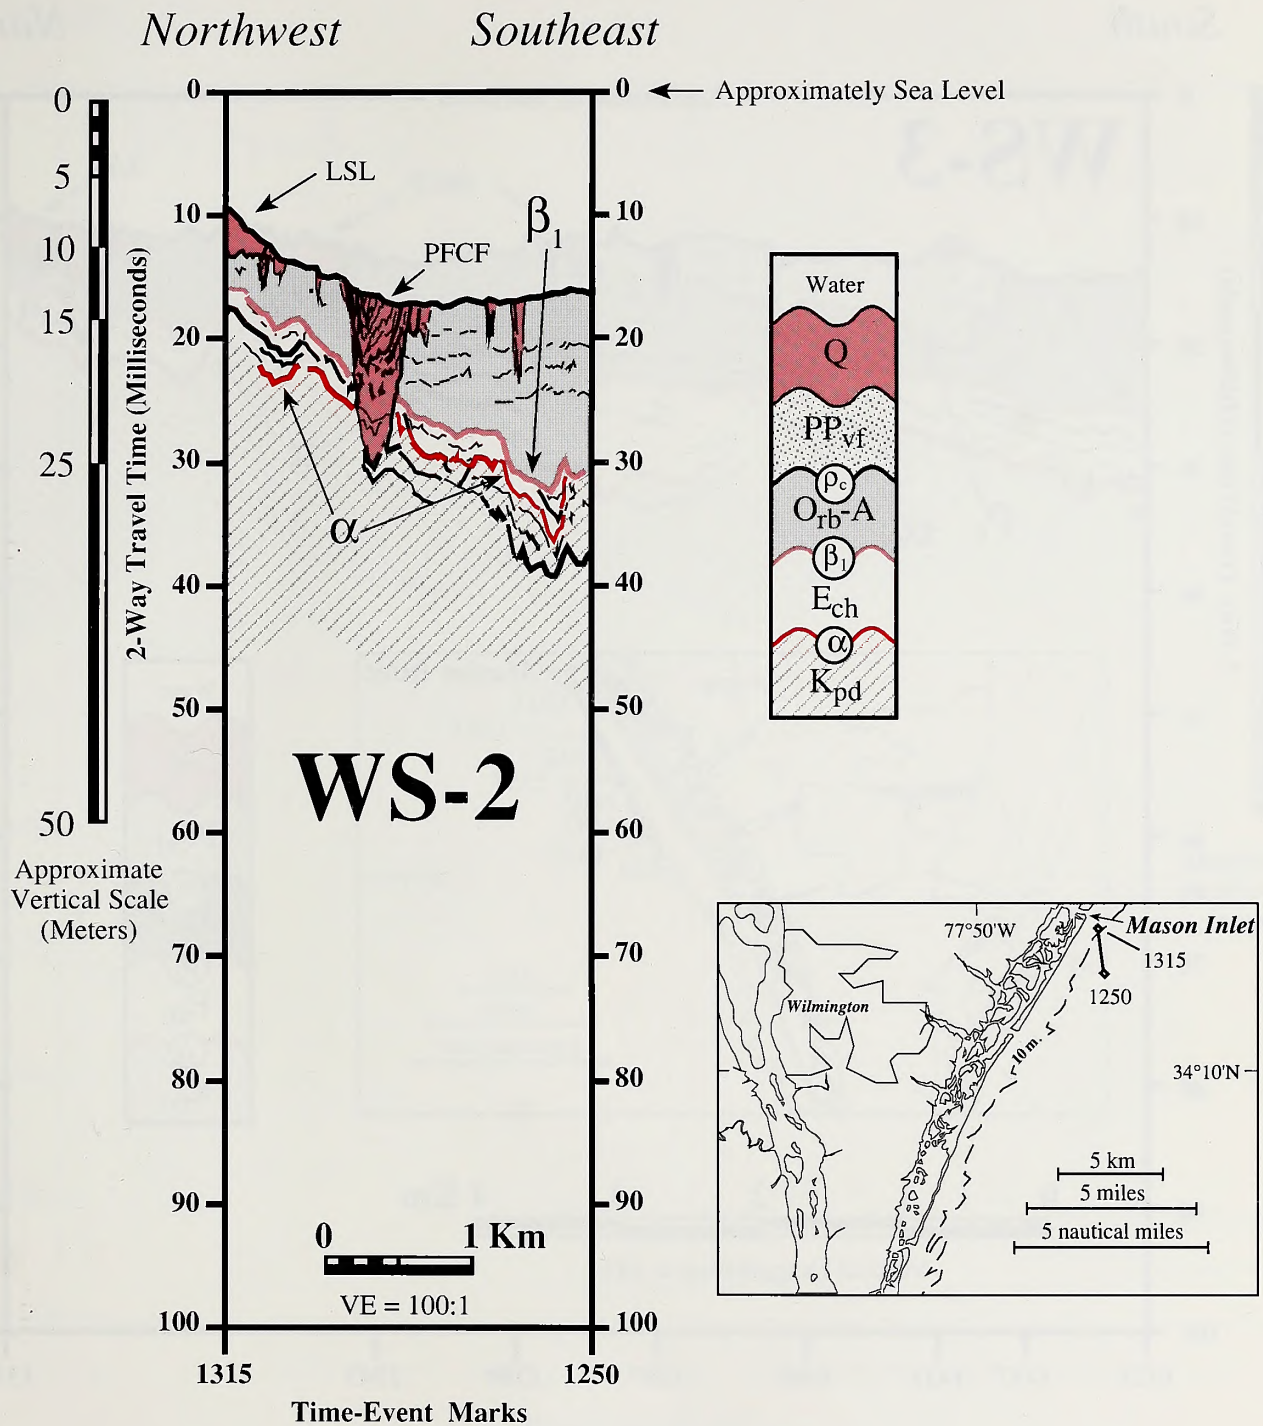 Northwest Southeast
0 0 Approximately Sea Level
0
5
10
15
25
50
Approximate
Vertical Scale
(Meters)
2-Way Travel Time (Milliseconds)
LSL
10 10
β1
PFCF
20 20
30 30
α
40 40
50 50
WS-2
60 60
70 70
80 80
90 90
0 1 Km
VE = 100:1
100 100
1315 1250
Time-Event Marks
Water
Q
PPvf
ρc
Orb-A
β1
Ech
α
Kpd
77°50'W
Mason Inlet
1315
1250
Wilmington
10 m.
34°10'N
5 km
5 miles
5 nautical miles
WS-3